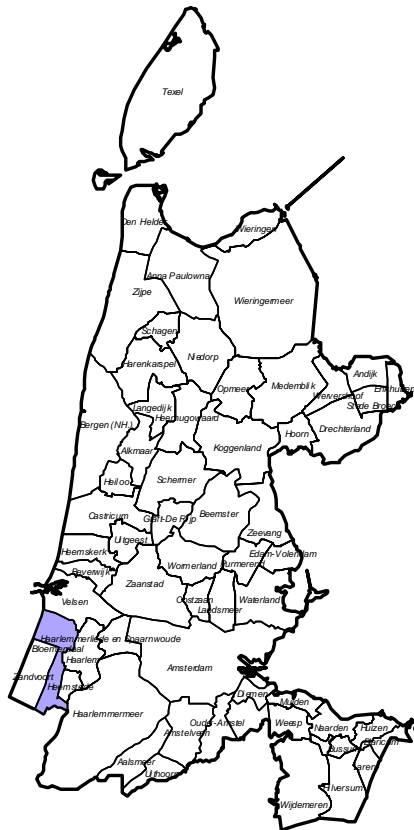 Texel
Den Helder
Wieringen
Anna Paulowna
Zijpe
Wieringermeer
Schagen
Niedorp
Harenkarspel
Andijk
Opmeer
Medemblik
Enkhuizen
Wervershoof
Stede Broec
Langedijk
Heerhugowaard
Bergen (NH.)
Drechterland
Hoorn
Koggenland
Alkmaar
Schermer
Heiloo
Beemster
Castricum
Graft-De Rijp
Zeevang
Uitgeest
Heemskerk
Edam-Volendam
Wormerland
Purmerend
Beverwijk
Zaanstad
Oostzaan
Waterland
Velsen
Landsmeer
Haarlemmerliede en Spaarnwoude
Bloemendaal
Haarlem
Amsterdam
Zandvoort
Heemstede
Diemen
Muiden
Haarlemmermeer
Ouder-Amstel
Weesp
Naarden
Huizen
Amstelveen
Bussum
Blaricum
Aalsmeer
Laren
Uithoorn
Hilversum
Wijdemeren